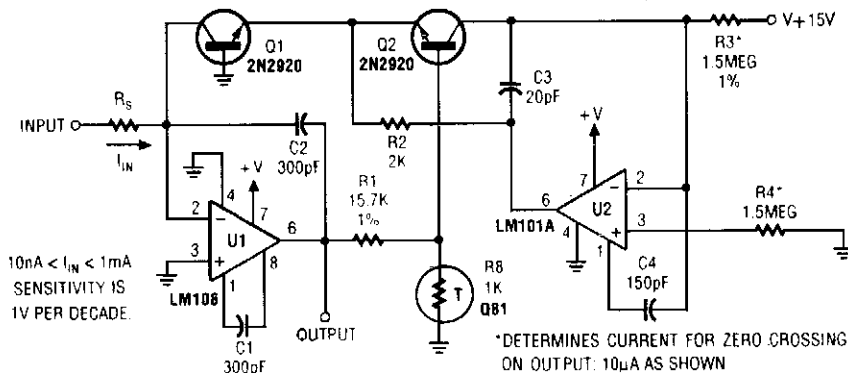 Q1
2N2920
Q2
2N2920
V+ 15V
R3*
1.5MEG
1%
C3
20pF
RS
INPUT
IIN
C2
300pF
R2
2K
+V
4
7
2
6
3
U1
1
8
LM108
R1
15.7K
1%
+V
7
2
6
3
U2
4
1
LM101A
R4*
1.5MEG
C4
150pF
10nA < IIN < 1mA
SENSITIVITY IS
1V PER DECADE.
C1
300pF
OUTPUT
T
R8
1K
Q81
*DETERMINES CURRENT FOR ZERO CROSSING
ON OUTPUT: 10µA AS SHOWN